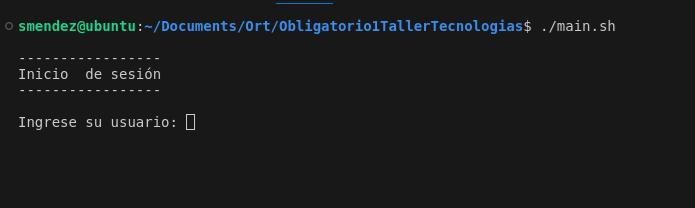 smendez@ubuntu:~/Documents/Ort/Obligatorio1TallerTecnologias$ ./main.sh
-----------------
Inicio  de sesión
-----------------
Ingrese su usuario: